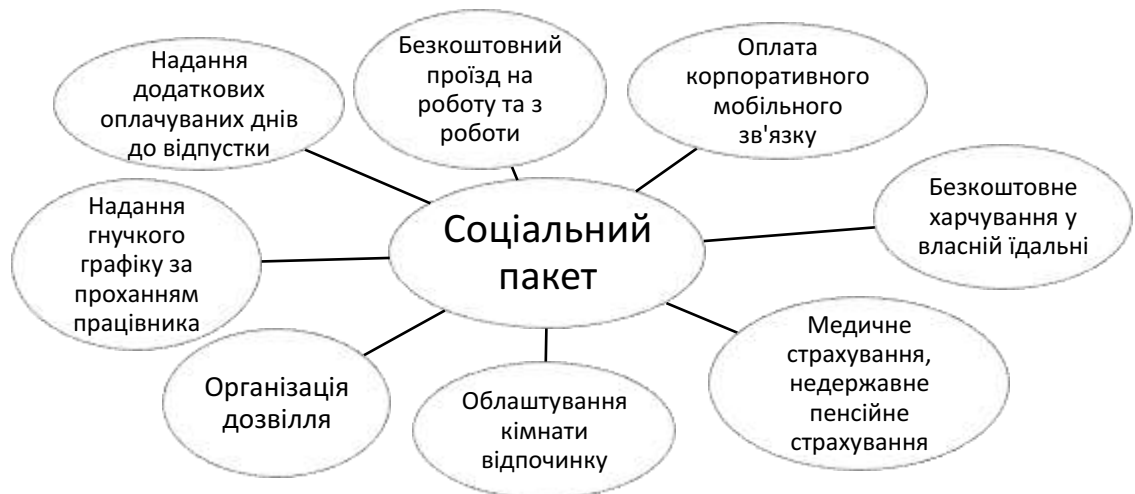 Надання
додаткових
оплачуваних днів
до відпустки
Безкоштовний
проїзд на
роботу та з
роботи
Оплата
корпоративного
мобільного
зв'язку
Надання
гнучкого
графіку за
проханням
працівника
Соціальний
пакет
Безкоштовне
харчування у
власній їдальні
Організація
дозвілля
Облаштування
кімнати
відпочинку
Медичне
страхування,
недержавне
пенсійне
страхування